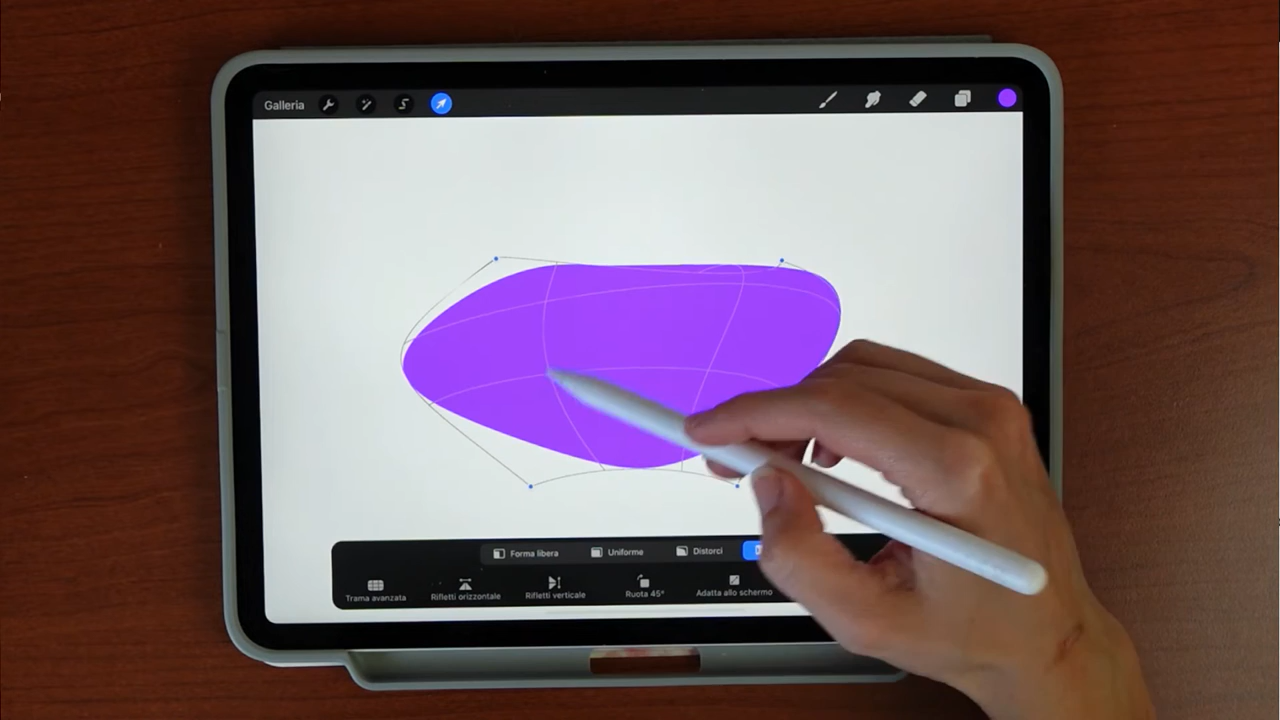 Galleria
Forma libera
Uniforme
Distorci
Trama avanzata
Rifletti orizzontale
Rifletti verticale
Ruota 45°
Adatta allo schermo